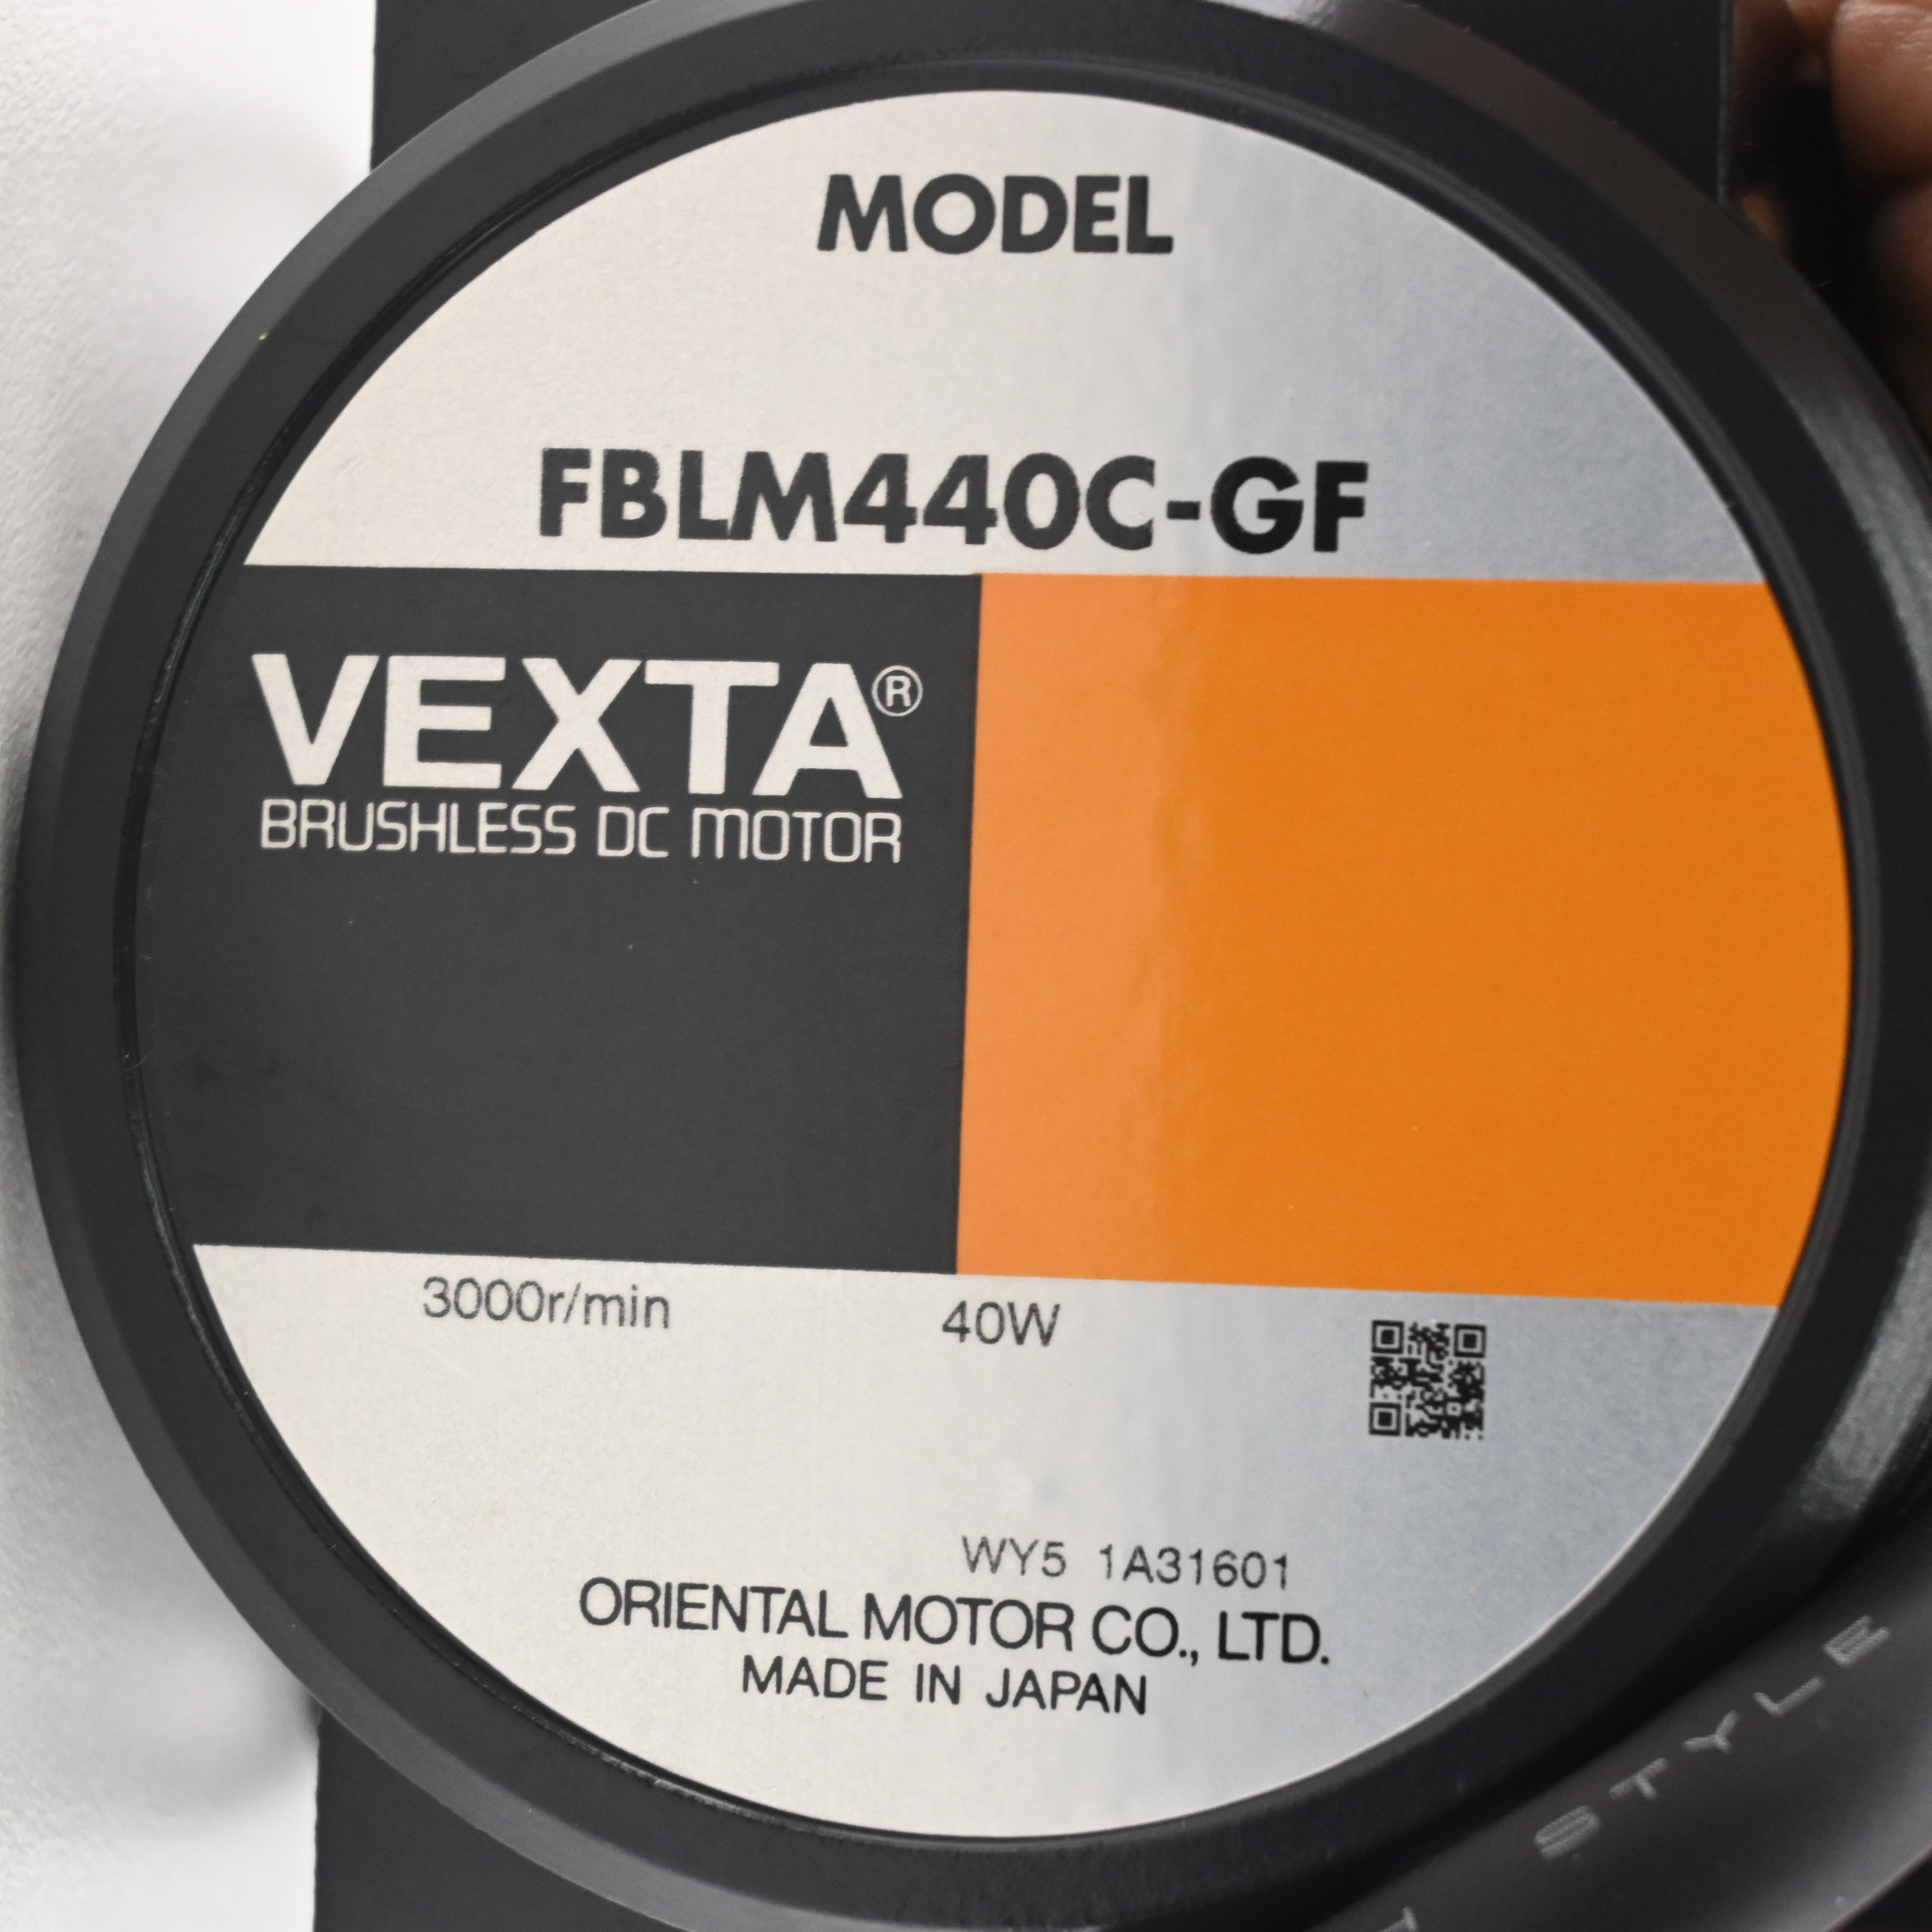 MODEL
FBLM440C-GF
VEXTA®
BRUSHLESS DC MOTOR
3000r/min 40W
WY5 1A31601
ORIENTAL MOTOR CO., LTD.
MADE IN JAPAN
STYLE